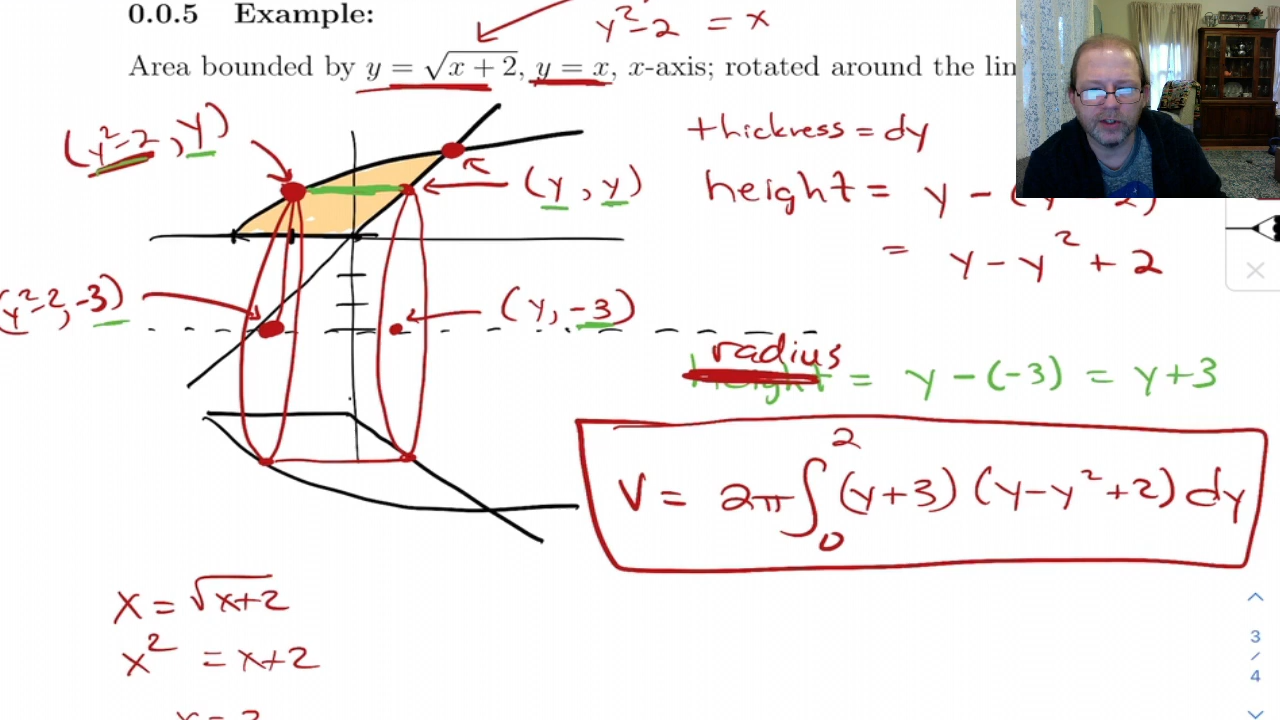 0.0.5 Example:
y²-2 = x
Area bounded by y = √x + 2, y = x, x-axis; rotated around the lin
(y²-2, y)
thickness = dy
(y, y)
height = y - (
= y - y² + 2
(y²-2, -3)
(y, -3)
radius
= y - (-3) = y+3
V = 2π∫₀² (y+3) (y-y²+2) dy
x = √x+2
x² = x+2
3
/
4